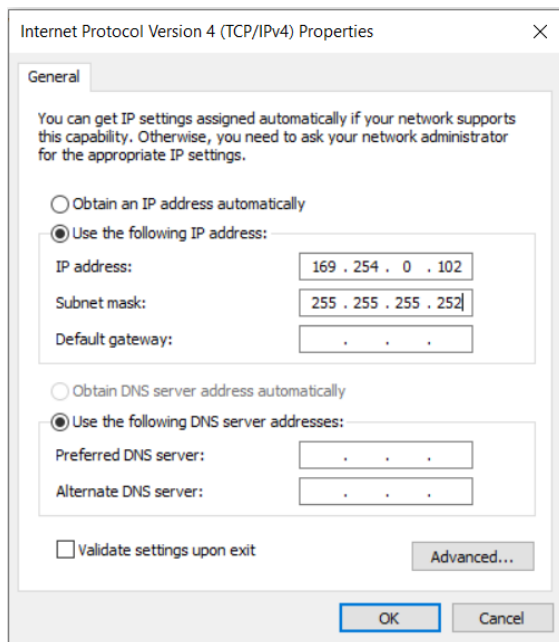 Internet Protocol Version 4 (TCP/IPv4) Properties
General
You can get IP settings assigned automatically if your network supports
this capability. Otherwise, you need to ask your network administrator
for the appropriate IP settings.
Obtain an IP address automatically
Use the following IP address:
IP address: 169 . 254 . 0 . 102
Subnet mask: 255 . 255 . 255 . 252
Default gateway: . . .
Obtain DNS server address automatically
Use the following DNS server addresses:
Preferred DNS server: . . .
Alternate DNS server: . . .
Validate settings upon exit
Advanced...
OK Cancel